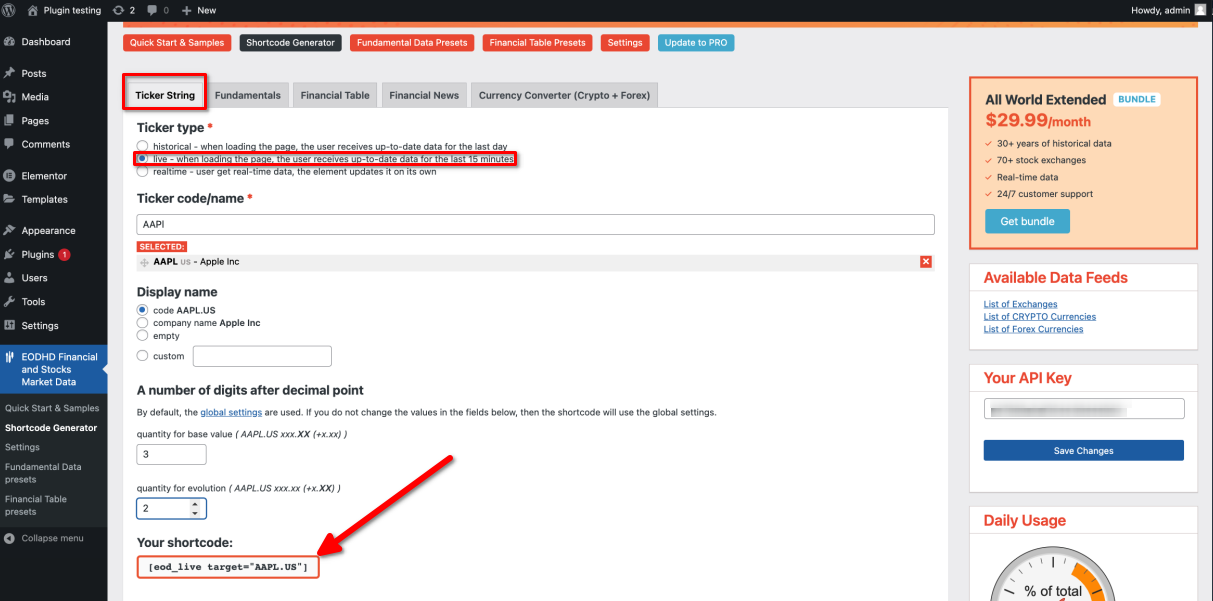 Plugin testing
2
0
New
Howdy, admin
Dashboard
Posts
Media
Pages
Comments
Elementor
Templates
Appearance
Plugins 1
Users
Tools
Settings
EODHD Financial
and Stocks
Market Data
Quick Start & Samples
Shortcode Generator
Settings
Fundamental Data
presets
Financial Table
presets
Collapse menu
Quick Start & Samples
Shortcode Generator
Fundamental Data Presets
Financial Table Presets
Settings
Update to PRO
Ticker String
Fundamentals
Financial Table
Financial News
Currency Converter (Crypto + Forex)
Ticker type *
historical - when loading the page, the user receives up-to-date data for the last day
live - when loading the page, the user receives up-to-date data for the last 15 minutes
realtime - user get real-time data, the element updates it on its own
Ticker code/name *
AAPl
SELECTED:
AAPL US - Apple Inc
Display name
code AAPL.US
company name Apple Inc
empty
custom
A number of digits after decimal point
By default, the global settings are used. If you do not change the values in the fields below, then the shortcode will use the global settings.
quantity for base value ( AAPL.US xxx.XX (+x.xx) )
3
quantity for evolution ( AAPL.US xxx.xx (+x.XX) )
2
Your shortcode:
[eod_live target="AAPL.US"]
All World Extended BUNDLE
$29.99/month
30+ years of historical data
70+ stock exchanges
Real-time data
24/7 customer support
Get bundle
Available Data Feeds
List of Exchanges
List of CRYPTO Currencies
List of Forex Currencies
Your API Key
Save Changes
Daily Usage
% of total